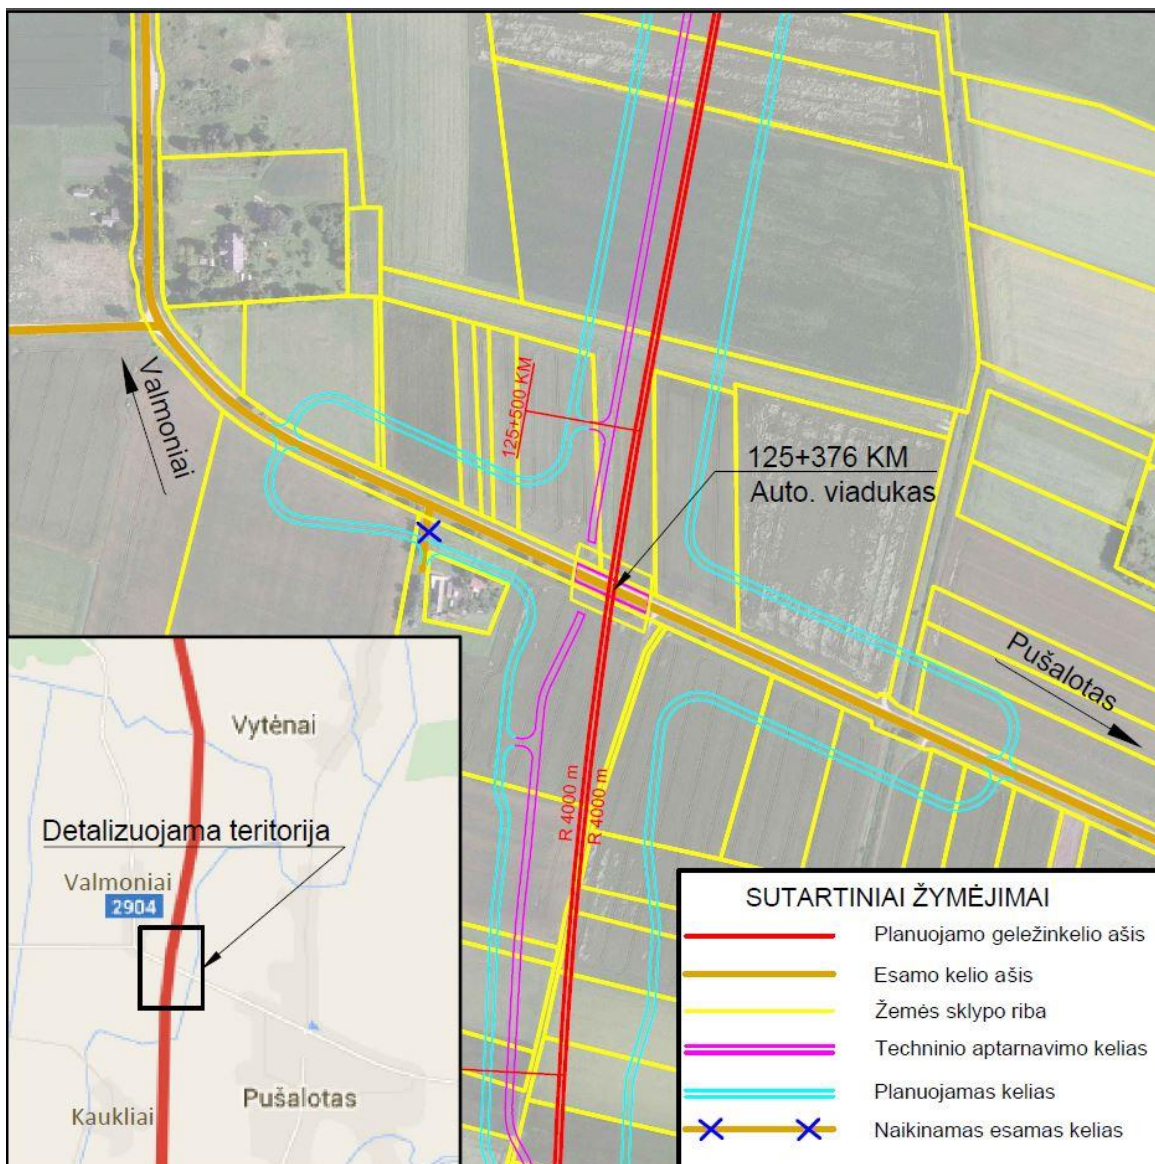 Valmoniai
125+500 KM
125+376 KM
Auto. viadukas
Pušalotas
R 4000 m
R 4000 m
Vytėnai
Detalizuojama teritorija
Valmoniai
2904
Kaukliai
Pušalotas
SUTARTINIAI ŽYMĖJIMAI
Planuojamo geležinkelio ašis
Esamo kelio ašis
Žemės sklypo riba
Techninio aptarnavimo kelias
Planuojamas kelias
Naikinamas esamas kelias